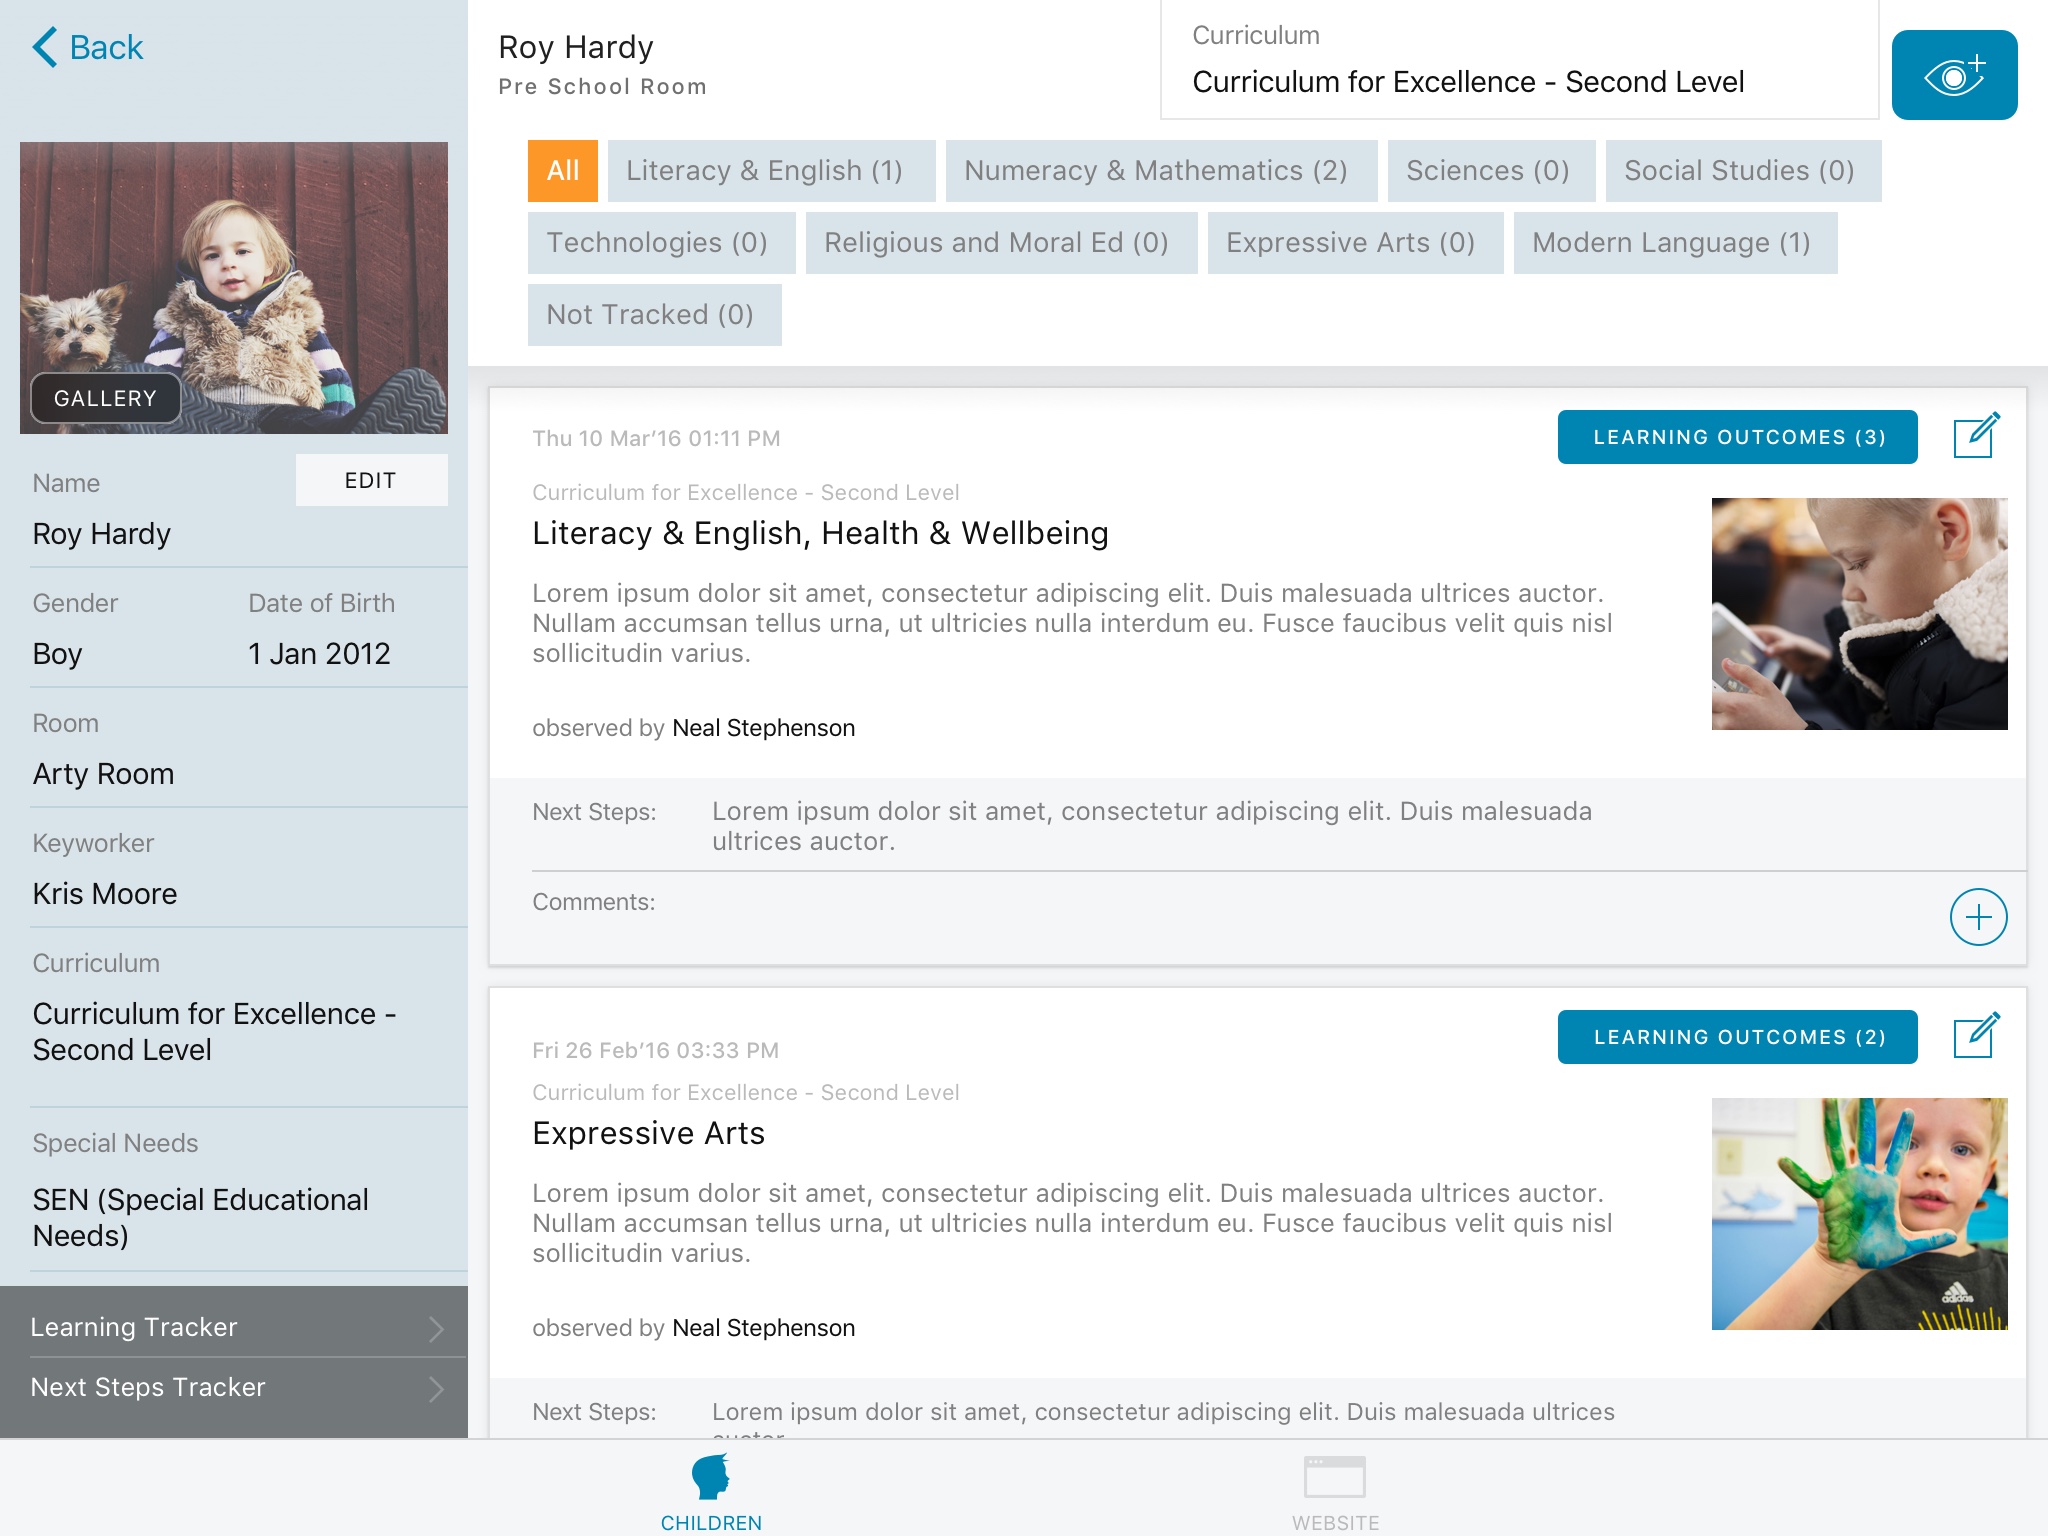 Back
GALLERY
Name
EDIT
Roy Hardy
Gender
Date of Birth
Boy
1 Jan 2012
Room
Arty Room
Keyworker
Kris Moore
Curriculum
Curriculum for Excellence -
Second Level
Special Needs
SEN (Special Educational
Needs)
Learning Tracker
Next Steps Tracker
Roy Hardy
Pre School Room
Curriculum
Curriculum for Excellence - Second Level
All
Literacy & English (1)
Numeracy & Mathematics (2)
Sciences (0)
Social Studies (0)
Technologies (0)
Religious and Moral Ed (0)
Expressive Arts (0)
Modern Language (1)
Not Tracked (0)
Thu 10 Mar’16 01:11 PM
LEARNING OUTCOMES (3)
Curriculum for Excellence - Second Level
Literacy & English, Health & Wellbeing
Lorem ipsum dolor sit amet, consectetur adipiscing elit. Duis malesuada ultrices auctor.
Nullam accumsan tellus urna, ut ultricies nulla interdum eu. Fusce faucibus velit quis nisl
sollicitudin varius.
observed by Neal Stephenson
Next Steps:
Lorem ipsum dolor sit amet, consectetur adipiscing elit. Duis malesuada
ultrices auctor.
Comments:
Fri 26 Feb’16 03:33 PM
LEARNING OUTCOMES (2)
Curriculum for Excellence - Second Level
Expressive Arts
Lorem ipsum dolor sit amet, consectetur adipiscing elit. Duis malesuada ultrices auctor.
Nullam accumsan tellus urna, ut ultricies nulla interdum eu. Fusce faucibus velit quis nisl
sollicitudin varius.
adidas
observed by Neal Stephenson
Next Steps:
Lorem ipsum dolor sit amet, consectetur adipiscing elit. Duis malesuada ultrices
CHILDREN
WEBSITE